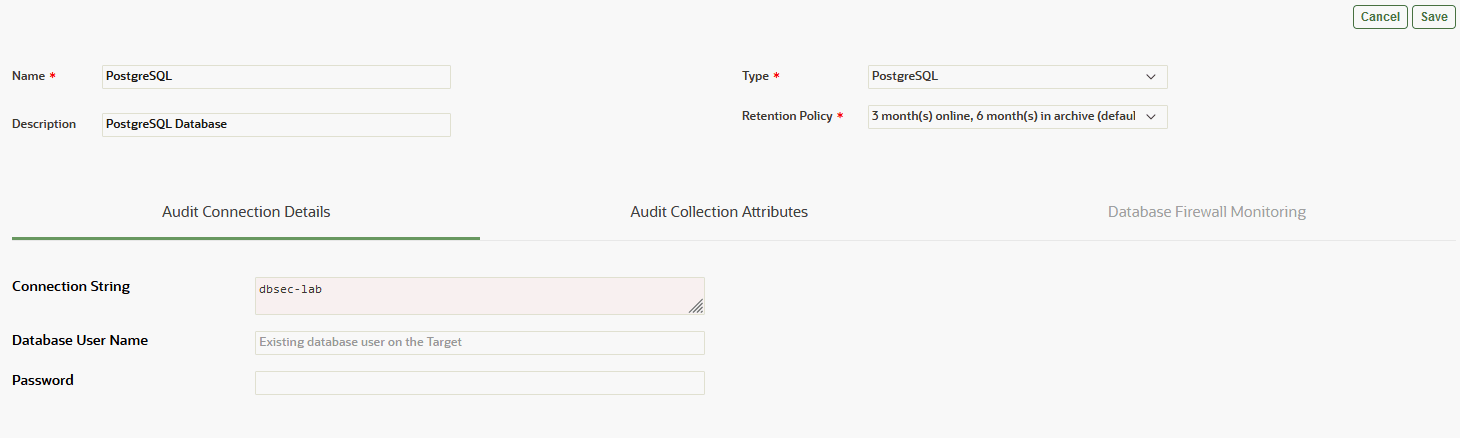 Cancel Save
Name * PostgreSQL Type * PostgreSQL
Description PostgreSQL Database Retention Policy * 3 month(s) online, 6 month(s) in archive (defaul
Audit Connection Details Audit Collection Attributes Database Firewall Monitoring
Connection String dbsec-lab
Database User Name Existing database user on the Target
Password